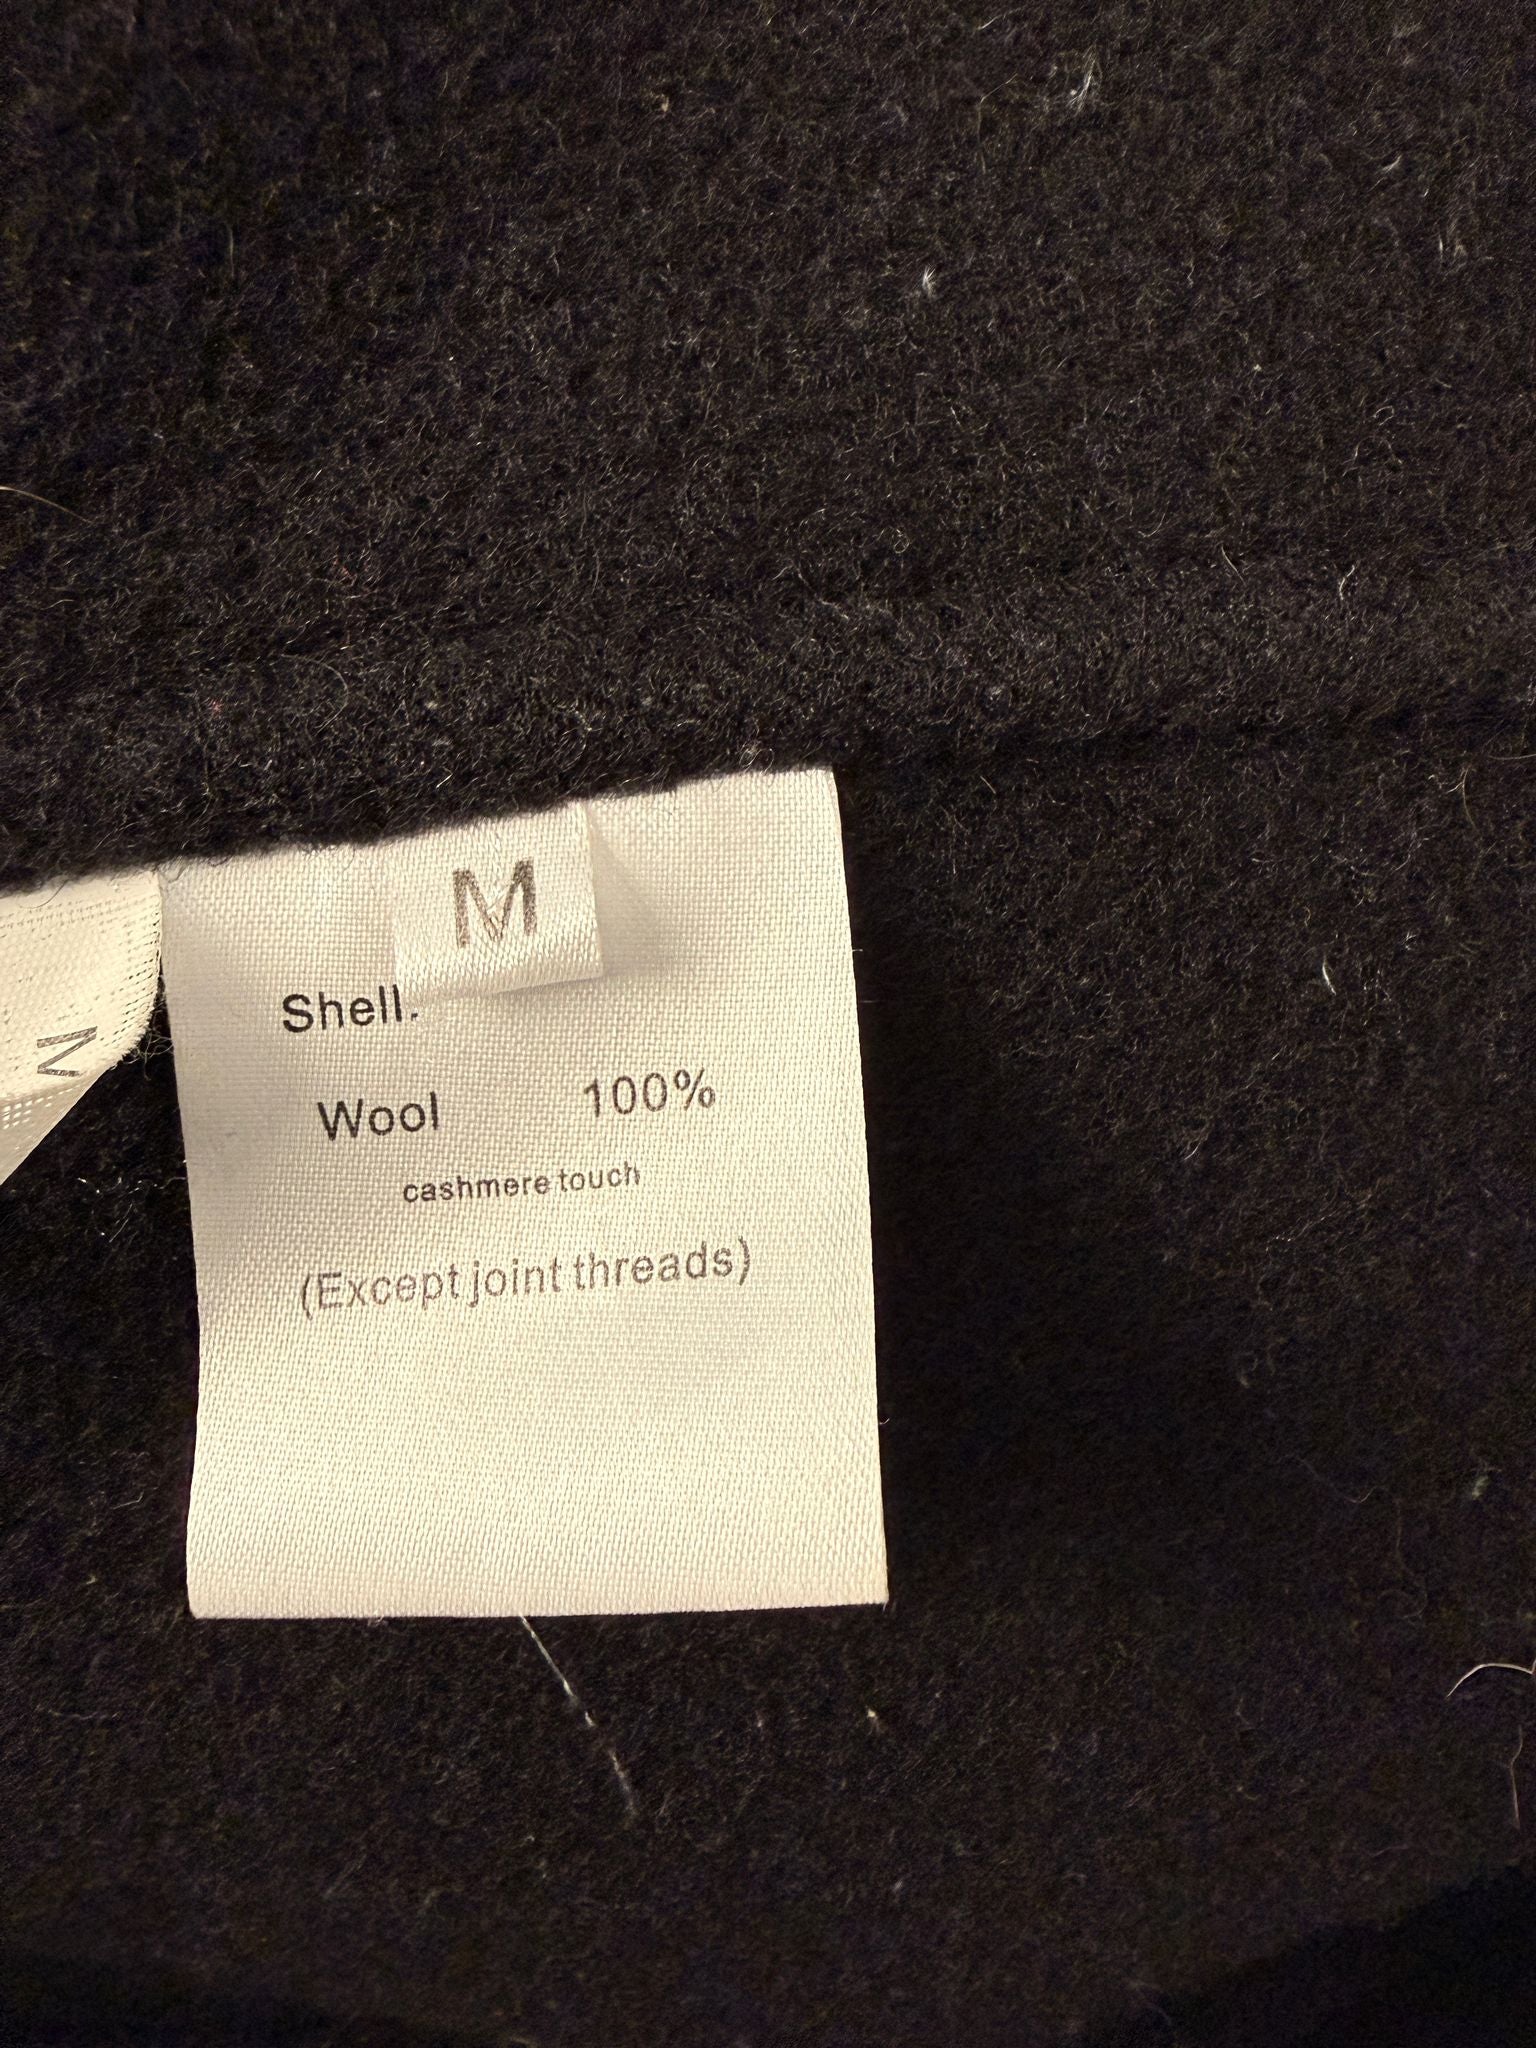 M
Shell.
Wool 100%
cashmere touch
(Except joint threads)
M